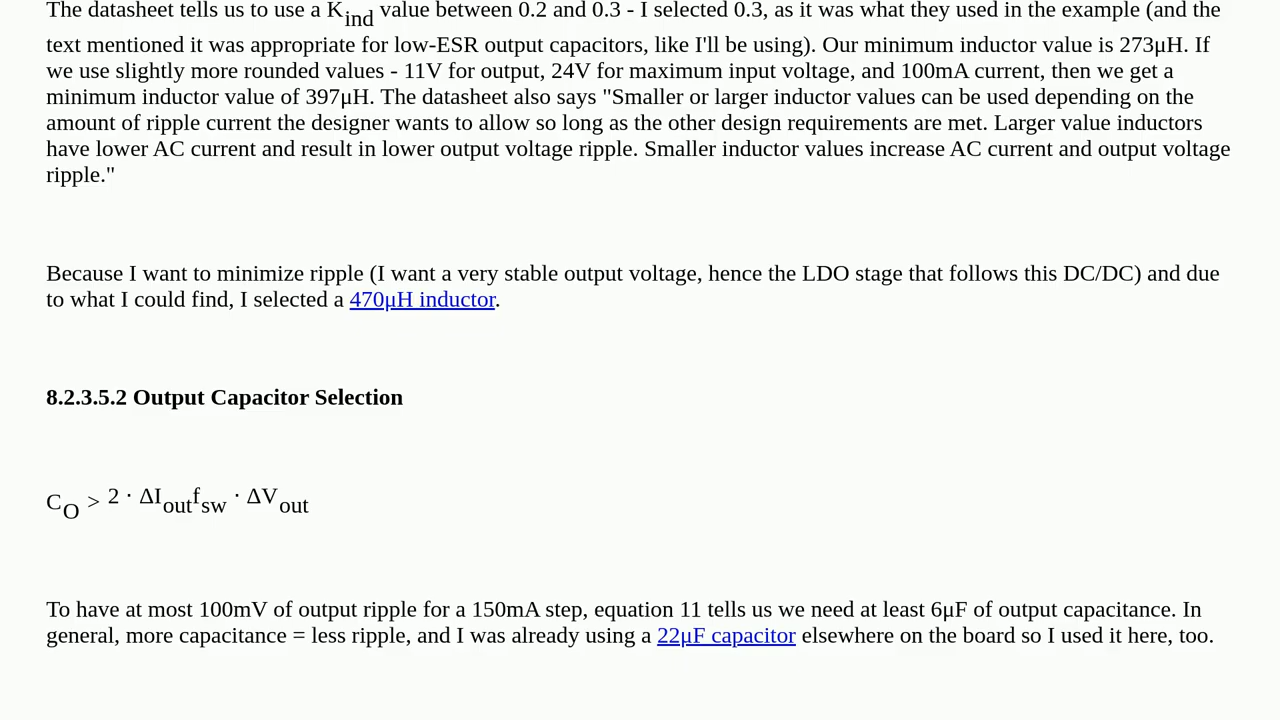 The datasheet tells us to use a Kind value between 0.2 and 0.3 - I selected 0.3, as it was what they used in the example (and the
text mentioned it was appropriate for low-ESR output capacitors, like I'll be using). Our minimum inductor value is 273μH. If
we use slightly more rounded values - 11V for output, 24V for maximum input voltage, and 100mA current, then we get a
minimum inductor value of 397μH. The datasheet also says "Smaller or larger inductor values can be used depending on the
amount of ripple current the designer wants to allow so long as the other design requirements are met. Larger value inductors
have lower AC current and result in lower output voltage ripple. Smaller inductor values increase AC current and output voltage
ripple."
Because I want to minimize ripple (I want a very stable output voltage, hence the LDO stage that follows this DC/DC) and due
to what I could find, I selected a 470μH inductor.
8.2.3.5.2 Output Capacitor Selection
CO > 2 · ΔIoutfsw · ΔVout
To have at most 100mV of output ripple for a 150mA step, equation 11 tells us we need at least 6μF of output capacitance. In
general, more capacitance = less ripple, and I was already using a 22μF capacitor elsewhere on the board so I used it here, too.